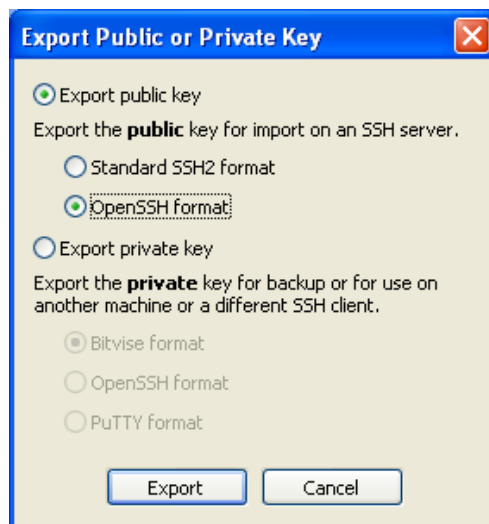 Export Public or Private Key
Export public key
Export the public key for import on an SSH server.
Standard SSH2 format
OpenSSH format
Export private key
Export the private key for backup or for use on
another machine or a different SSH client.
Bitvise format
OpenSSH format
PuTTY format
Export Cancel